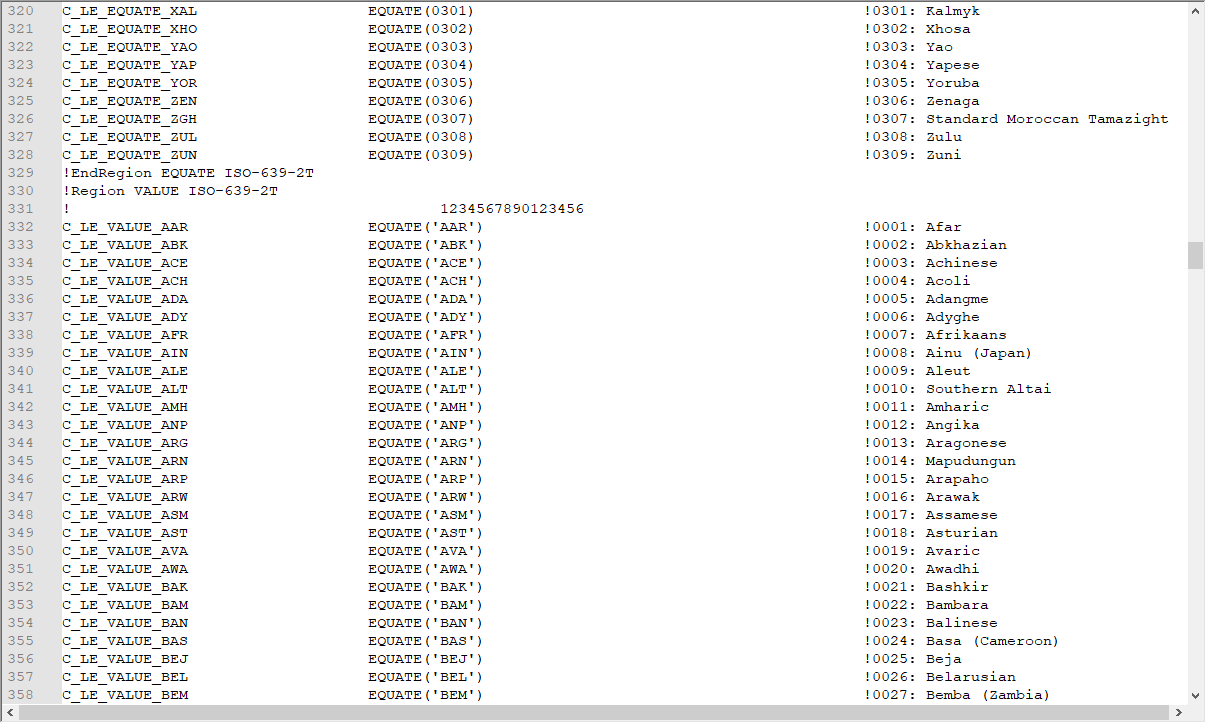 320 C_LE_EQUATE_XAL EQUATE(0301) !0301: Kalmyk
321 C_LE_EQUATE_XHO EQUATE(0302) !0302: Xhosa
322 C_LE_EQUATE_YAO EQUATE(0303) !0303: Yao
323 C_LE_EQUATE_YAP EQUATE(0304) !0304: Yapese
324 C_LE_EQUATE_YOR EQUATE(0305) !0305: Yoruba
325 C_LE_EQUATE_ZEN EQUATE(0306) !0306: Zenaga
326 C_LE_EQUATE_ZGH EQUATE(0307) !0307: Standard Moroccan Tamazight
327 C_LE_EQUATE_ZUL EQUATE(0308) !0308: Zulu
328 C_LE_EQUATE_ZUN EQUATE(0309) !0309: Zuni
329 !EndRegion EQUATE ISO-639-2T
330 !Region VALUE ISO-639-2T
331 ! 1234567890123456
332 C_LE_VALUE_AAR EQUATE('AAR') !0001: Afar
333 C_LE_VALUE_ABK EQUATE('ABK') !0002: Abkhazian
334 C_LE_VALUE_ACE EQUATE('ACE') !0003: Achinese
335 C_LE_VALUE_ACH EQUATE('ACH') !0004: Acoli
336 C_LE_VALUE_ADA EQUATE('ADA') !0005: Adangme
337 C_LE_VALUE_ADY EQUATE('ADY') !0006: Adyghe
338 C_LE_VALUE_AFR EQUATE('AFR') !0007: Afrikaans
339 C_LE_VALUE_AIN EQUATE('AIN') !0008: Ainu (Japan)
340 C_LE_VALUE_ALE EQUATE('ALE') !0009: Aleut
341 C_LE_VALUE_ALT EQUATE('ALT') !0010: Southern Altai
342 C_LE_VALUE_AMH EQUATE('AMH') !0011: Amharic
343 C_LE_VALUE_ANP EQUATE('ANP') !0012: Angika
344 C_LE_VALUE_ARG EQUATE('ARG') !0013: Aragonese
345 C_LE_VALUE_ARN EQUATE('ARN') !0014: Mapudungun
346 C_LE_VALUE_ARP EQUATE('ARP') !0015: Arapaho
347 C_LE_VALUE_ARW EQUATE('ARW') !0016: Arawak
348 C_LE_VALUE_ASM EQUATE('ASM') !0017: Assamese
349 C_LE_VALUE_AST EQUATE('AST') !0018: Asturian
350 C_LE_VALUE_AVA EQUATE('AVA') !0019: Avaric
351 C_LE_VALUE_AWA EQUATE('AWA') !0020: Awadhi
352 C_LE_VALUE_BAK EQUATE('BAK') !0021: Bashkir
353 C_LE_VALUE_BAM EQUATE('BAM') !0022: Bambara
354 C_LE_VALUE_BAN EQUATE('BAN') !0023: Balinese
355 C_LE_VALUE_BAS EQUATE('BAS') !0024: Basa (Cameroon)
356 C_LE_VALUE_BEJ EQUATE('BEJ') !0025: Beja
357 C_LE_VALUE_BEL EQUATE('BEL') !0026: Belarusian
358 C_LE_VALUE_BEM EQUATE('BEM') !0027: Bemba (Zambia)